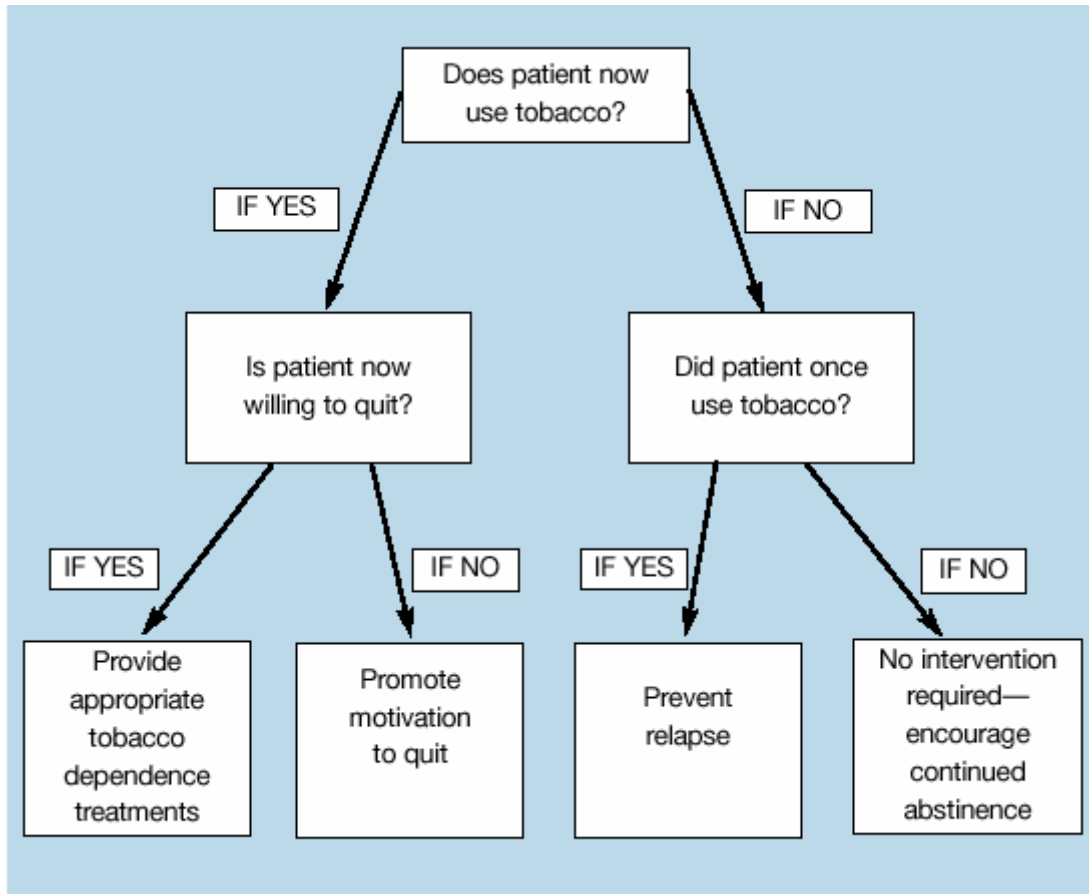 Does patient now
use tobacco?
IF YES
IF NO
Is patient now
willing to quit?
Did patient once
use tobacco?
IF YES
IF NO
IF YES
IF NO
Provide
appropriate
tobacco
dependence
treatments
Promote
motivation
to quit
Prevent
relapse
No intervention
required—
encourage
continued
abstinence